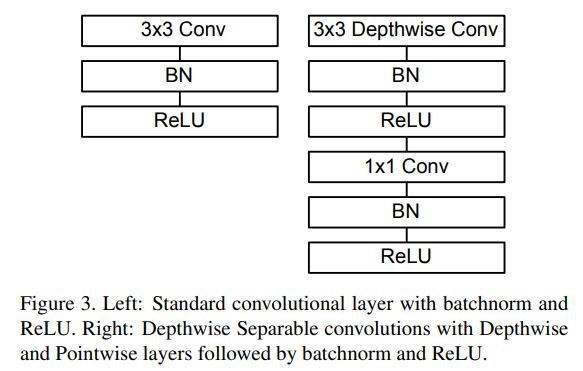 3x3 Conv
BN
ReLU
3x3 Depthwise Conv
BN
ReLU
1x1 Conv
BN
ReLU
Figure 3. Left: Standard convolutional layer with batchnorm and
ReLU. Right: Depthwise Separable convolutions with Depthwise
and Pointwise layers followed by batchnorm and ReLU.